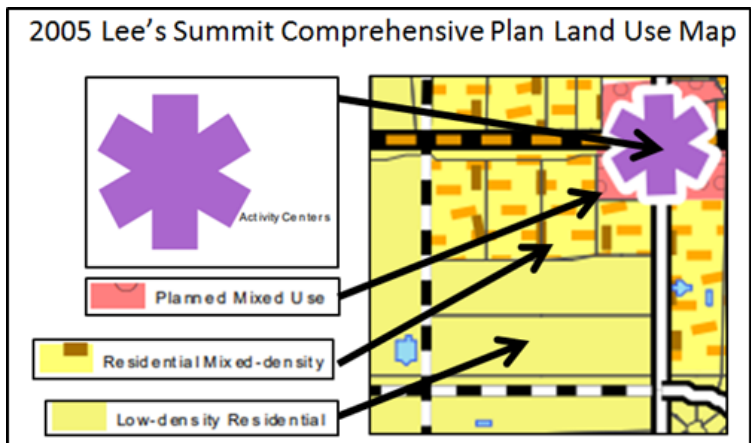 2005 Lee's Summit Comprehensive Plan Land Use Map
Activity Centers
Planned Mixed Use
Residential Mixed-density
Low-density Residential